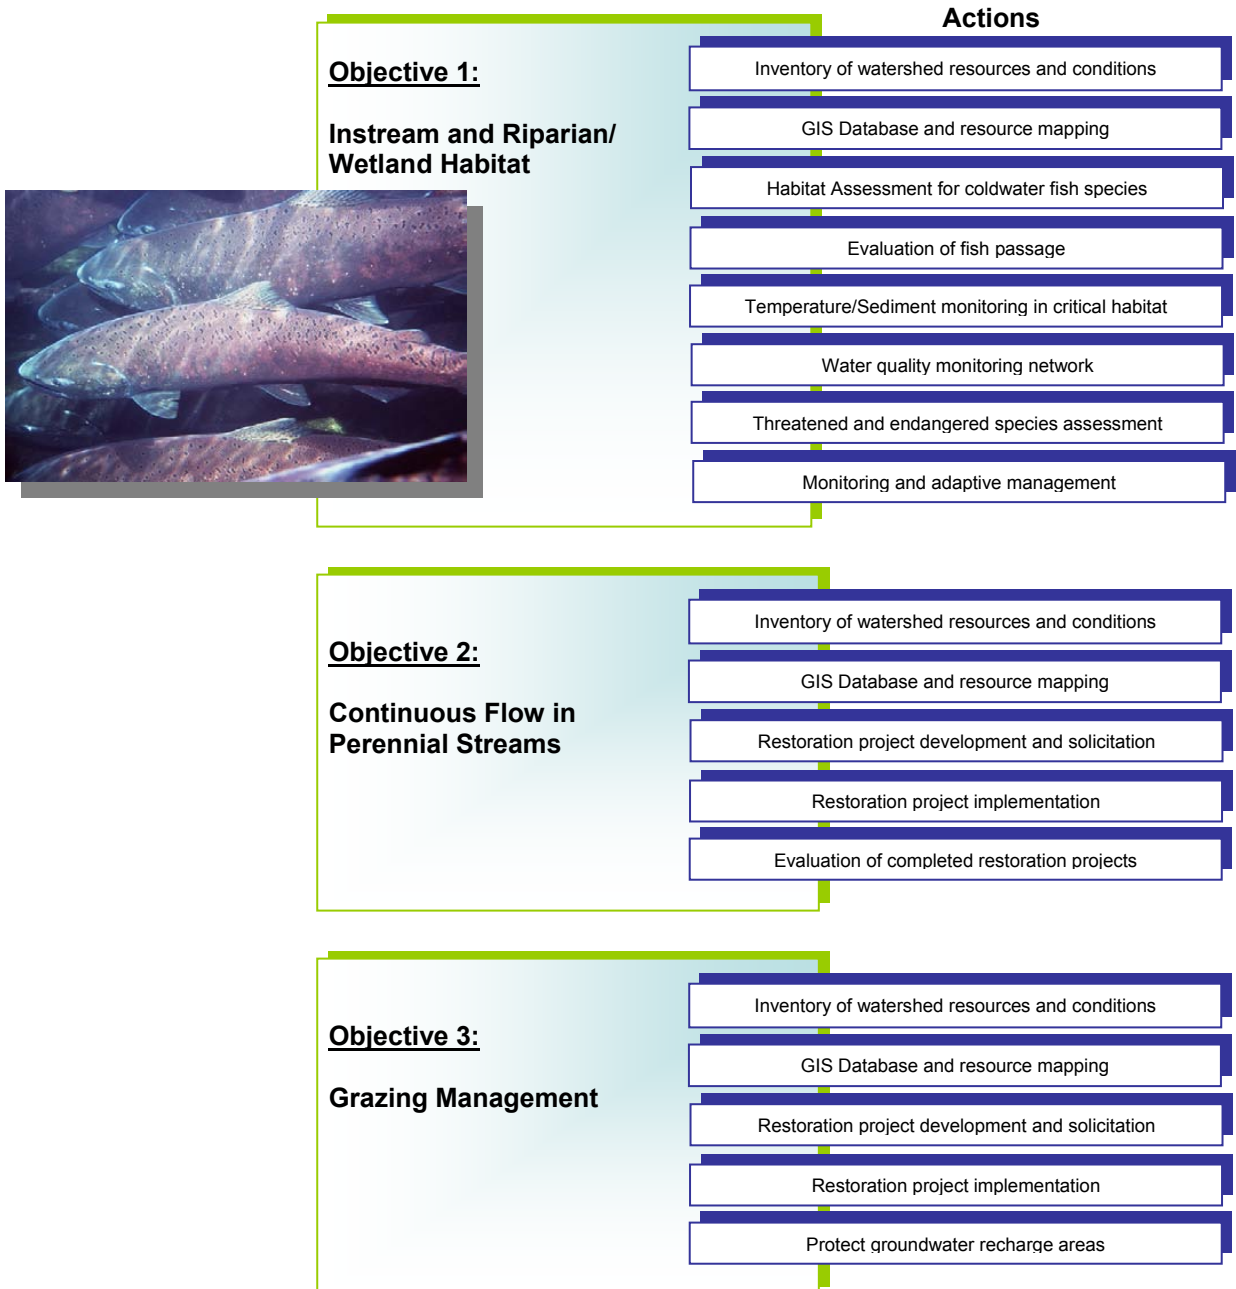 Actions
Objective 1:
Instream and Riparian/
Wetland Habitat
Inventory of watershed resources and conditions
GIS Database and resource mapping
Habitat Assessment for coldwater fish species
Evaluation of fish passage
Temperature/Sediment monitoring in critical habitat
Water quality monitoring network
Threatened and endangered species assessment
Monitoring and adaptive management
Objective 2:
Continuous Flow in
Perennial Streams
Inventory of watershed resources and conditions
GIS Database and resource mapping
Restoration project development and solicitation
Restoration project implementation
Evaluation of completed restoration projects
Objective 3:
Grazing Management
Inventory of watershed resources and conditions
GIS Database and resource mapping
Restoration project development and solicitation
Restoration project implementation
Protect groundwater recharge areas